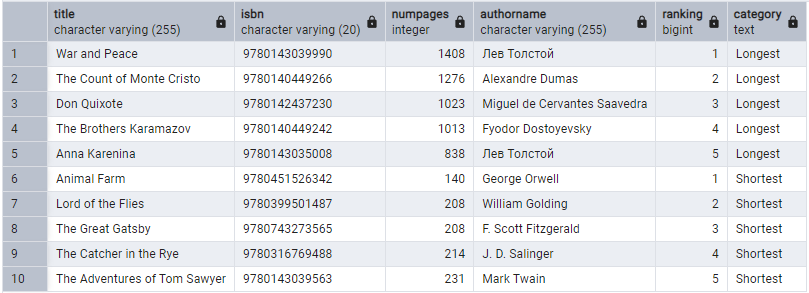 title isbn numpages authorname ranking category
character varying (255) character varying (20) integer character varying (255) bigint text
1 War and Peace 9780143039990 1408 Лев Толстой 1 Longest
2 The Count of Monte Cristo 9780140449266 1276 Alexandre Dumas 2 Longest
3 Don Quixote 9780142437230 1023 Miguel de Cervantes Saavedra 3 Longest
4 The Brothers Karamazov 9780140449242 1013 Fyodor Dostoyevsky 4 Longest
5 Anna Karenina 9780143035008 838 Лев Толстой 5 Longest
6 Animal Farm 9780451526342 140 George Orwell 1 Shortest
7 Lord of the Flies 9780399501487 208 William Golding 2 Shortest
8 The Great Gatsby 9780743273565 208 F. Scott Fitzgerald 3 Shortest
9 The Catcher in the Rye 9780316769488 214 J. D. Salinger 4 Shortest
10 The Adventures of Tom Sawyer 9780143039563 231 Mark Twain 5 Shortest